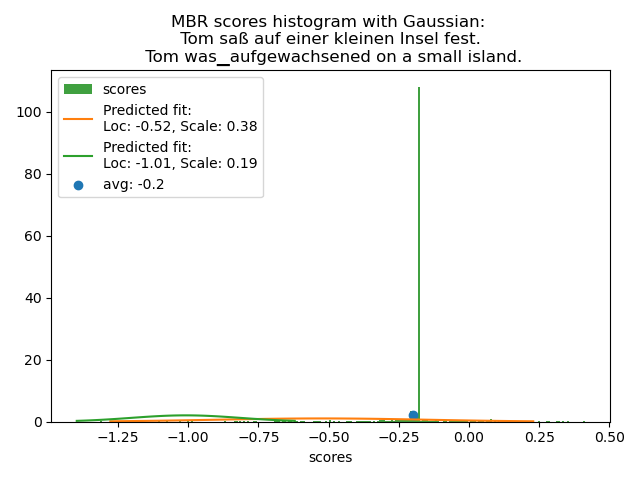 MBR scores histogram with Gaussian:
Tom saß auf einer kleinen Insel fest.
Tom was__aufgewachsened on a small island.
scores
Predicted fit:
Loc: -0.52, Scale: 0.38
Predicted fit:
Loc: -1.01, Scale: 0.19
avg: -0.2
100
80
60
40
20
0
−1.25 −1.00 −0.75 −0.50 −0.25 0.00 0.25 0.50
scores